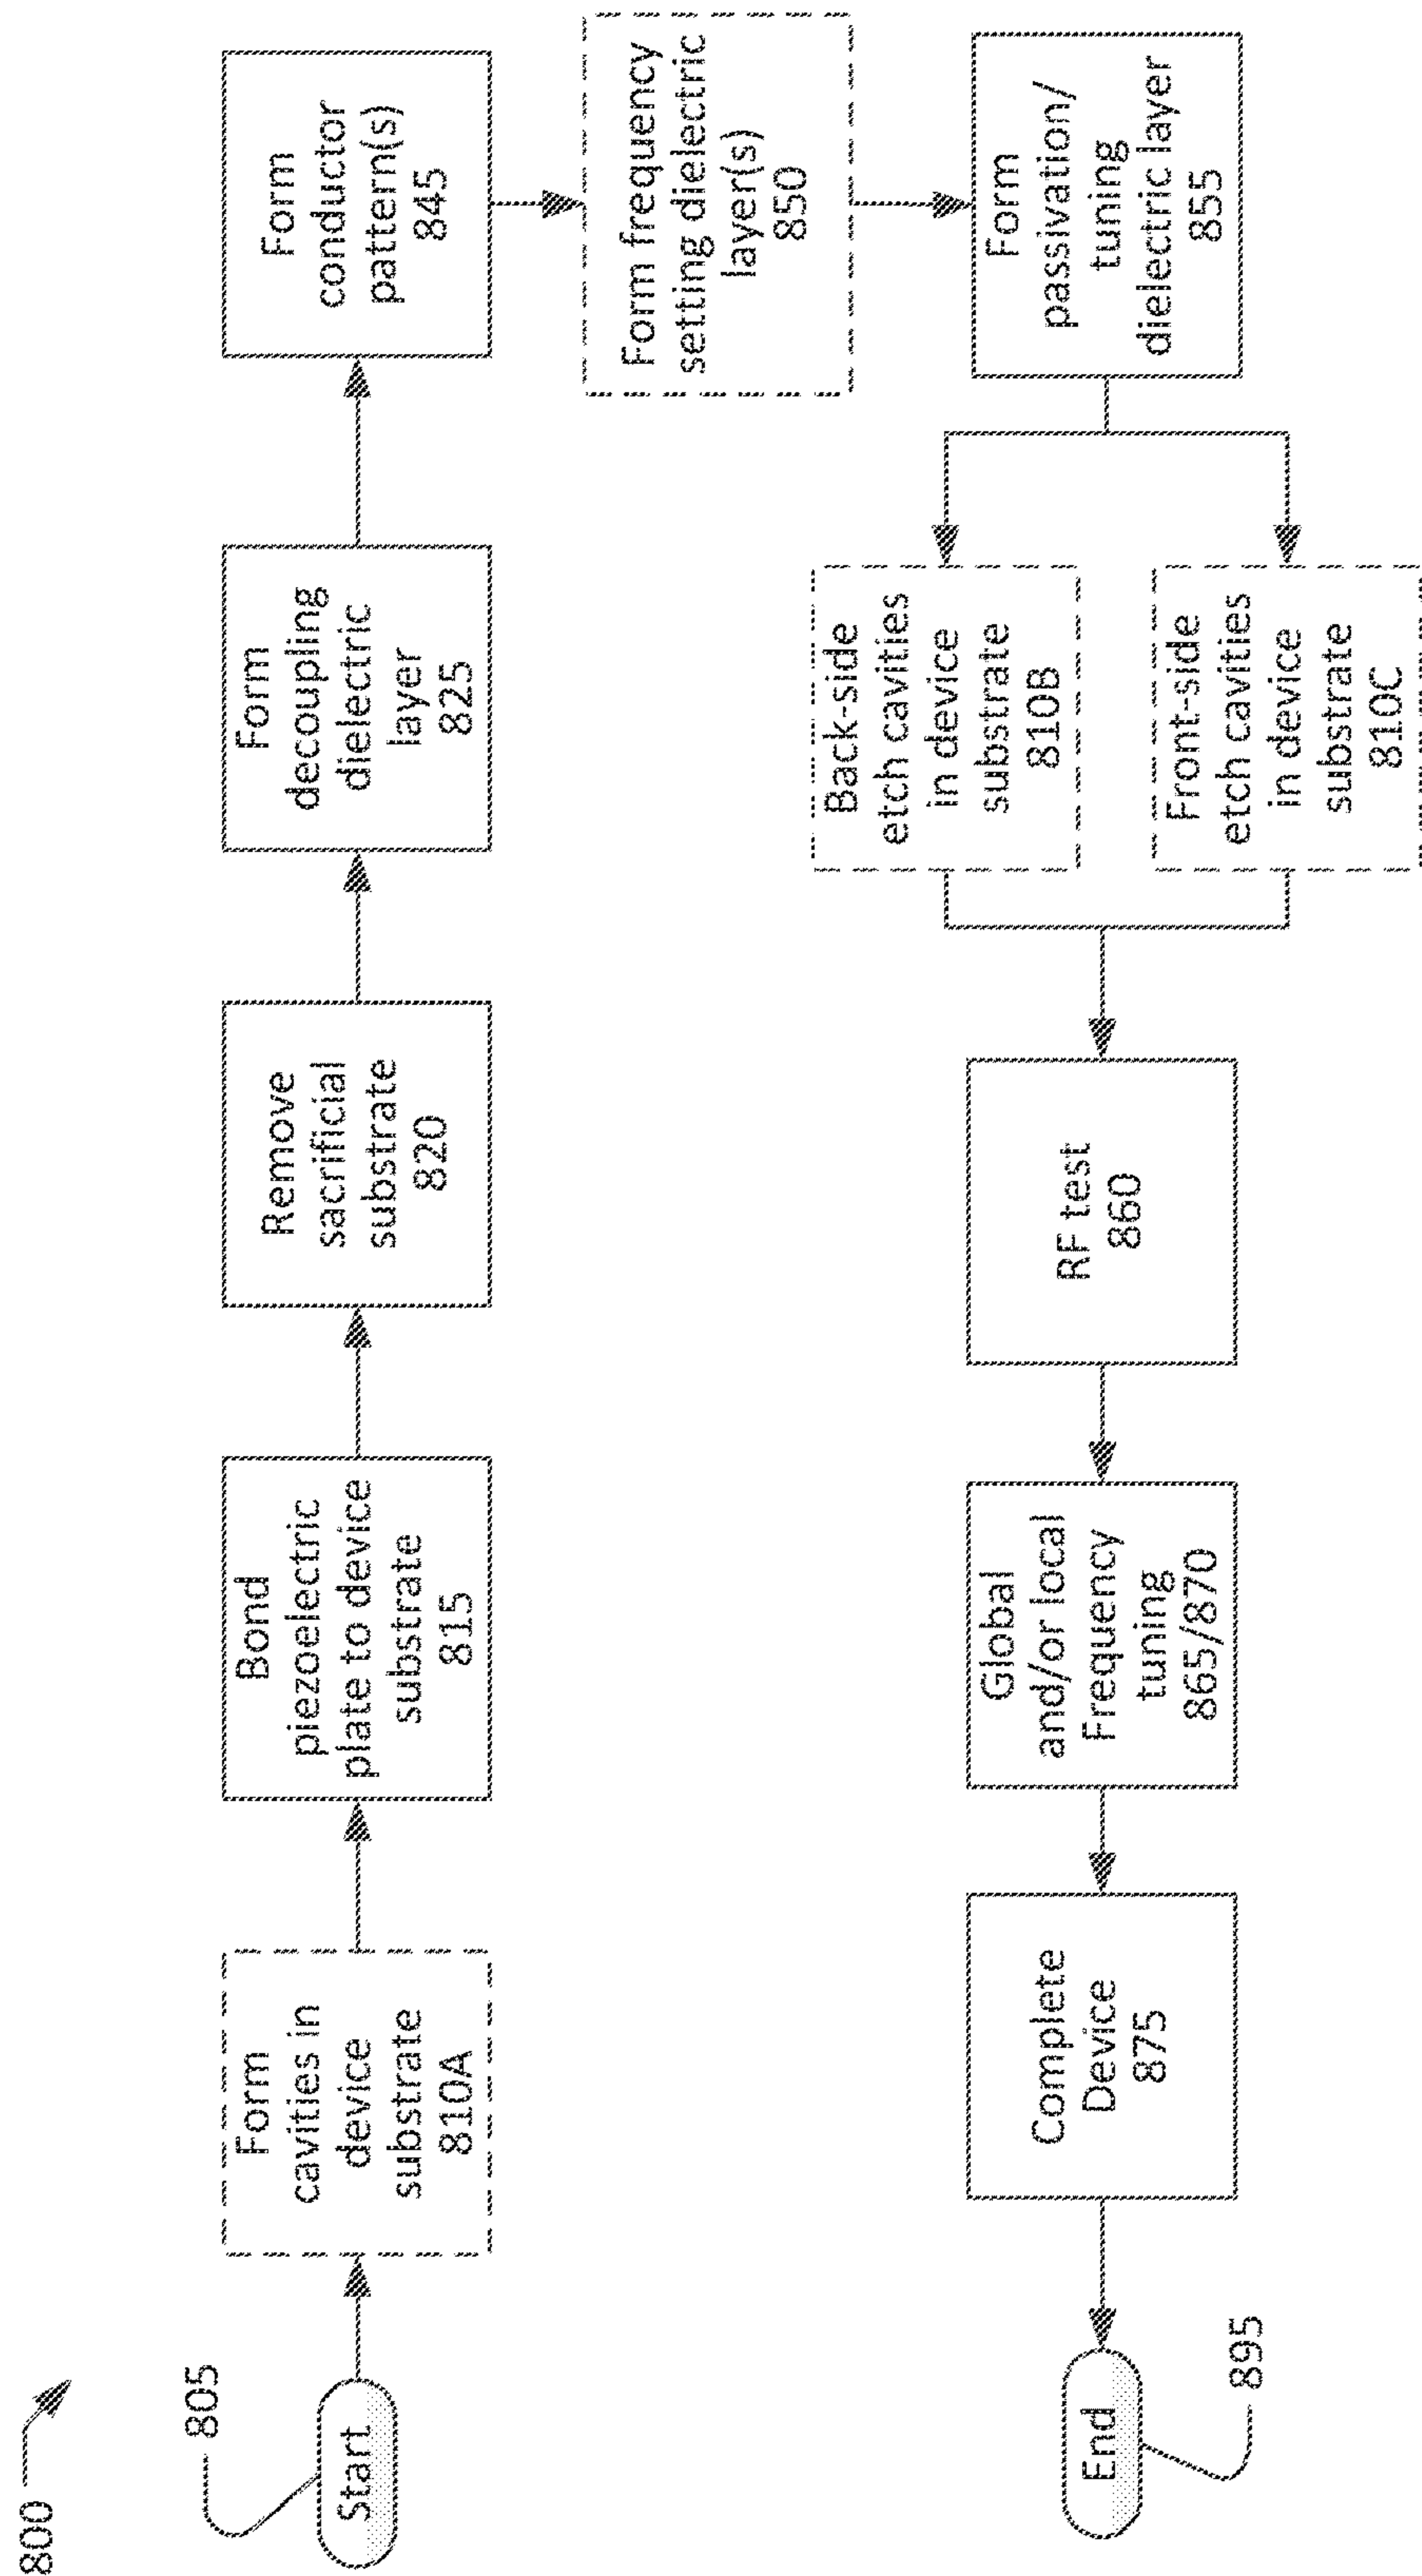 800
805
Start
Form
cavities in
device
substrate
810A
Bond
piezoelectric
plate to device
substrate
815
Remove
sacrificial
substrate
820
Form
decoupling
dielectric
layer
825
Form
conductor
pattern(s)
845
Form frequency
setting dielectric
layer(s)
850
Form
passivation/
tuning
dielectric layer
855
Back-side
etch cavities
in device
substrate
810B
Front-side
etch cavities
in device
substrate
810C
RF test
860
Global
and/or local
Frequency
tuning
865/870
Complete
Device
875
End
895